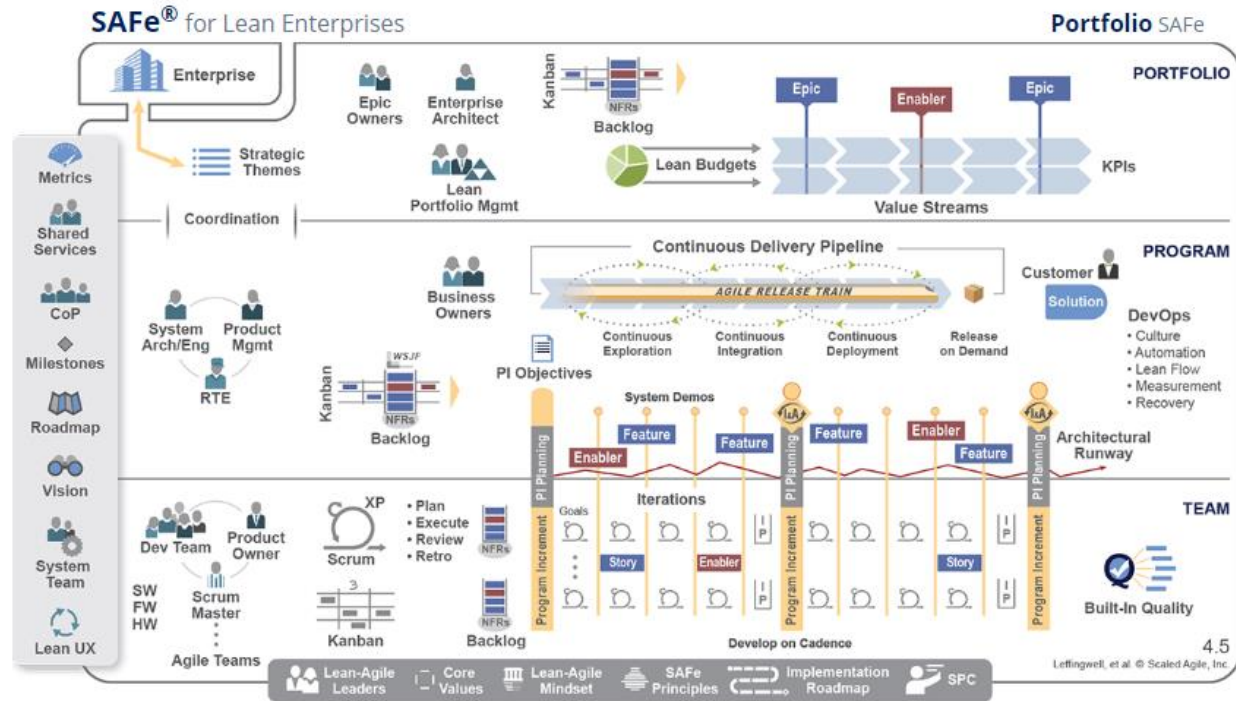 SAFe® for Lean Enterprises
Portfolio SAFe
Enterprise
Strategic
Themes
Coordination
Epic
Owners
Enterprise
Architect
Lean
Portfolio Mgmt
Kanban
NFRs
Backlog
Lean Budgets
Epic
Enabler
Epic
KPIs
Value Streams
PORTFOLIO
Metrics
Shared
Services
CoP
Milestones
Roadmap
Vision
System
Team
Lean UX
System
Arch/Eng
Product
Mgmt
RTE
Business
Owners
Kanban
WSJF
NFRs
Backlog
Continuous Delivery Pipeline
AGILE RELEASE TRAIN
Continuous
Exploration
Continuous
Integration
Continuous
Deployment
Release
on Demand
Customer
Solution
PROGRAM
DevOps
• Culture
• Automation
• Lean Flow
• Measurement
• Recovery
PI Objectives
System Demos
Enabler
Feature
Feature
Feature
Enabler
Feature
I&A
I&A
PI Planning
PI Planning
PI Planning
Architectural
Runway
TEAM
Dev Team
Product
Owner
Scrum
Master
SW
FW
HW
Agile Teams
XP
Scrum
• Plan
• Execute
• Review
• Retro
3
Kanban
NFRs
NFRs
Backlog
Program Increment
Program Increment
Program Increment
Iterations
Goals
Story
Enabler
Story
I P
I P
I P
I P
Develop on Cadence
Built-In Quality
4.5
Leffingwell, et al. © Scaled Agile, Inc.
Lean-Agile
Leaders
Core
Values
Lean-Agile
Mindset
SAFe
Principles
Implementation
Roadmap
SPC